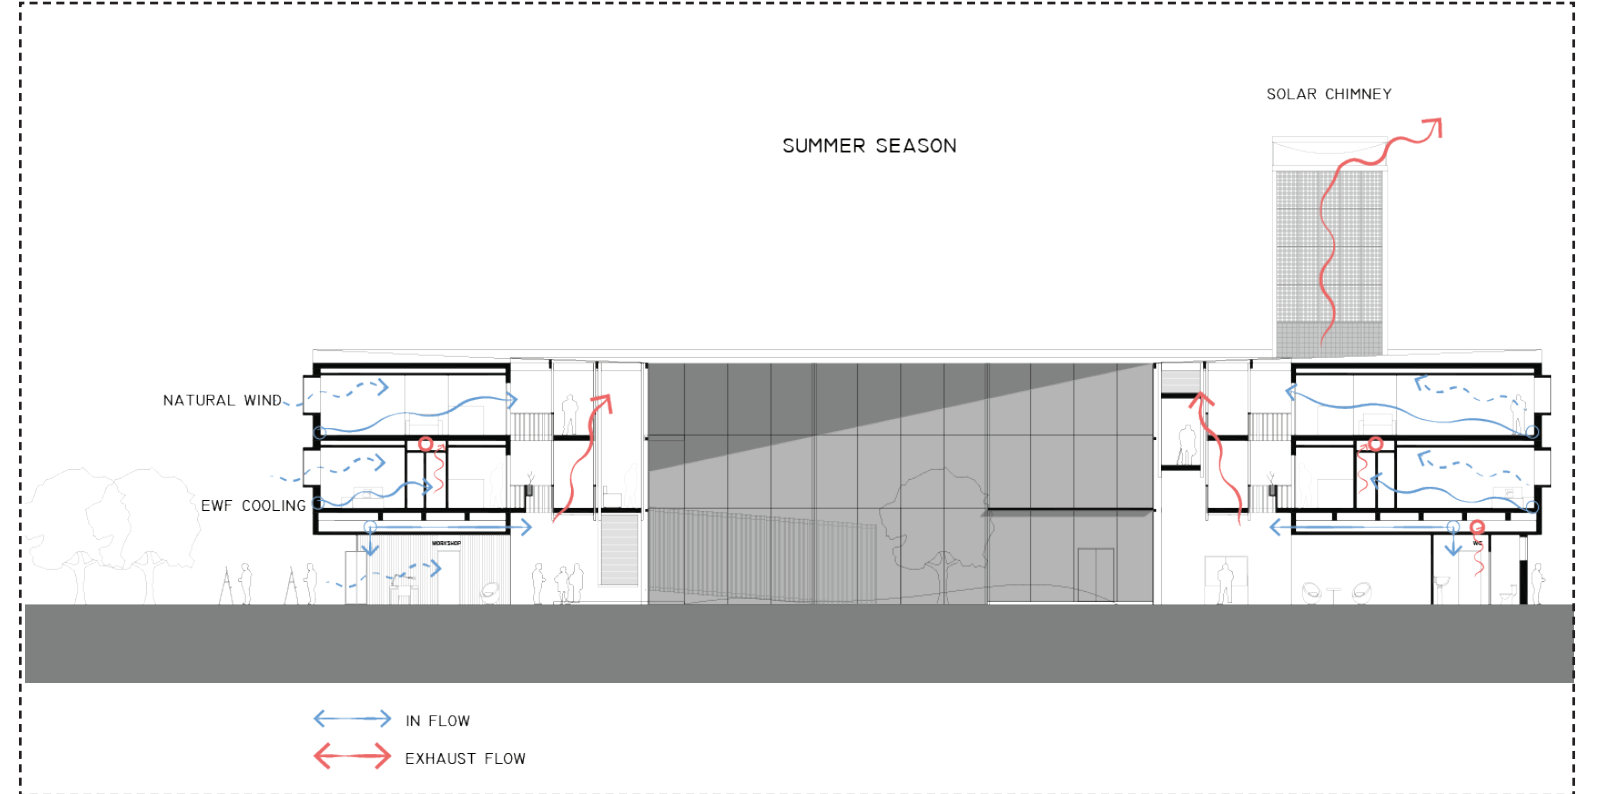 SOLAR CHIMNEY
SUMMER SEASON
NATURAL WIND
EWF COOLING
WORKSHOP
WC
IN FLOW
EXHAUST FLOW